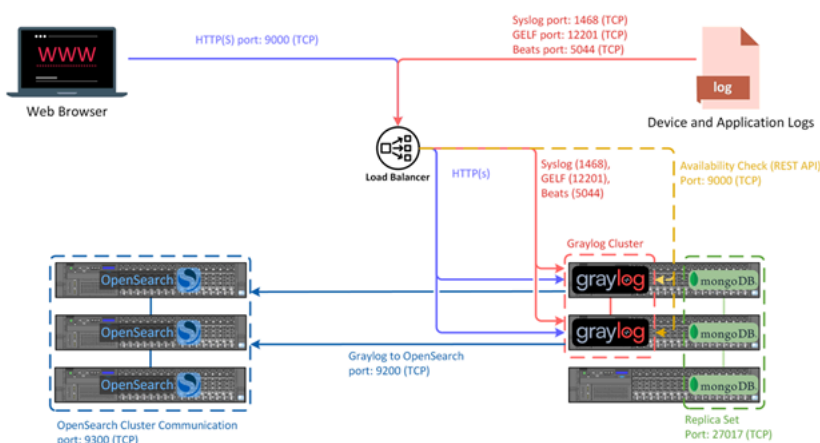 Syslog port: 1468 (TCP)
GELF port: 12201 (TCP)
Beats port: 5044 (TCP)
HTTP(S) port: 9000 (TCP)
WWW
log
Web Browser
Device and Application Logs
Load Balancer
HTTP(s)
Syslog (1468),
GELF (12201),
Beats (5044)
Availability Check (REST API)
Port: 9000 (TCP)
Graylog Cluster
OpenSearch
graylog
mongoDB.
OpenSearch
graylog
mongoDB.
Graylog to OpenSearch
port: 9200 (TCP)
OpenSearch
mongoDB.
OpenSearch Cluster Communication
port: 9300 (TCP)
Replica Set
Port: 27017 (TCP)